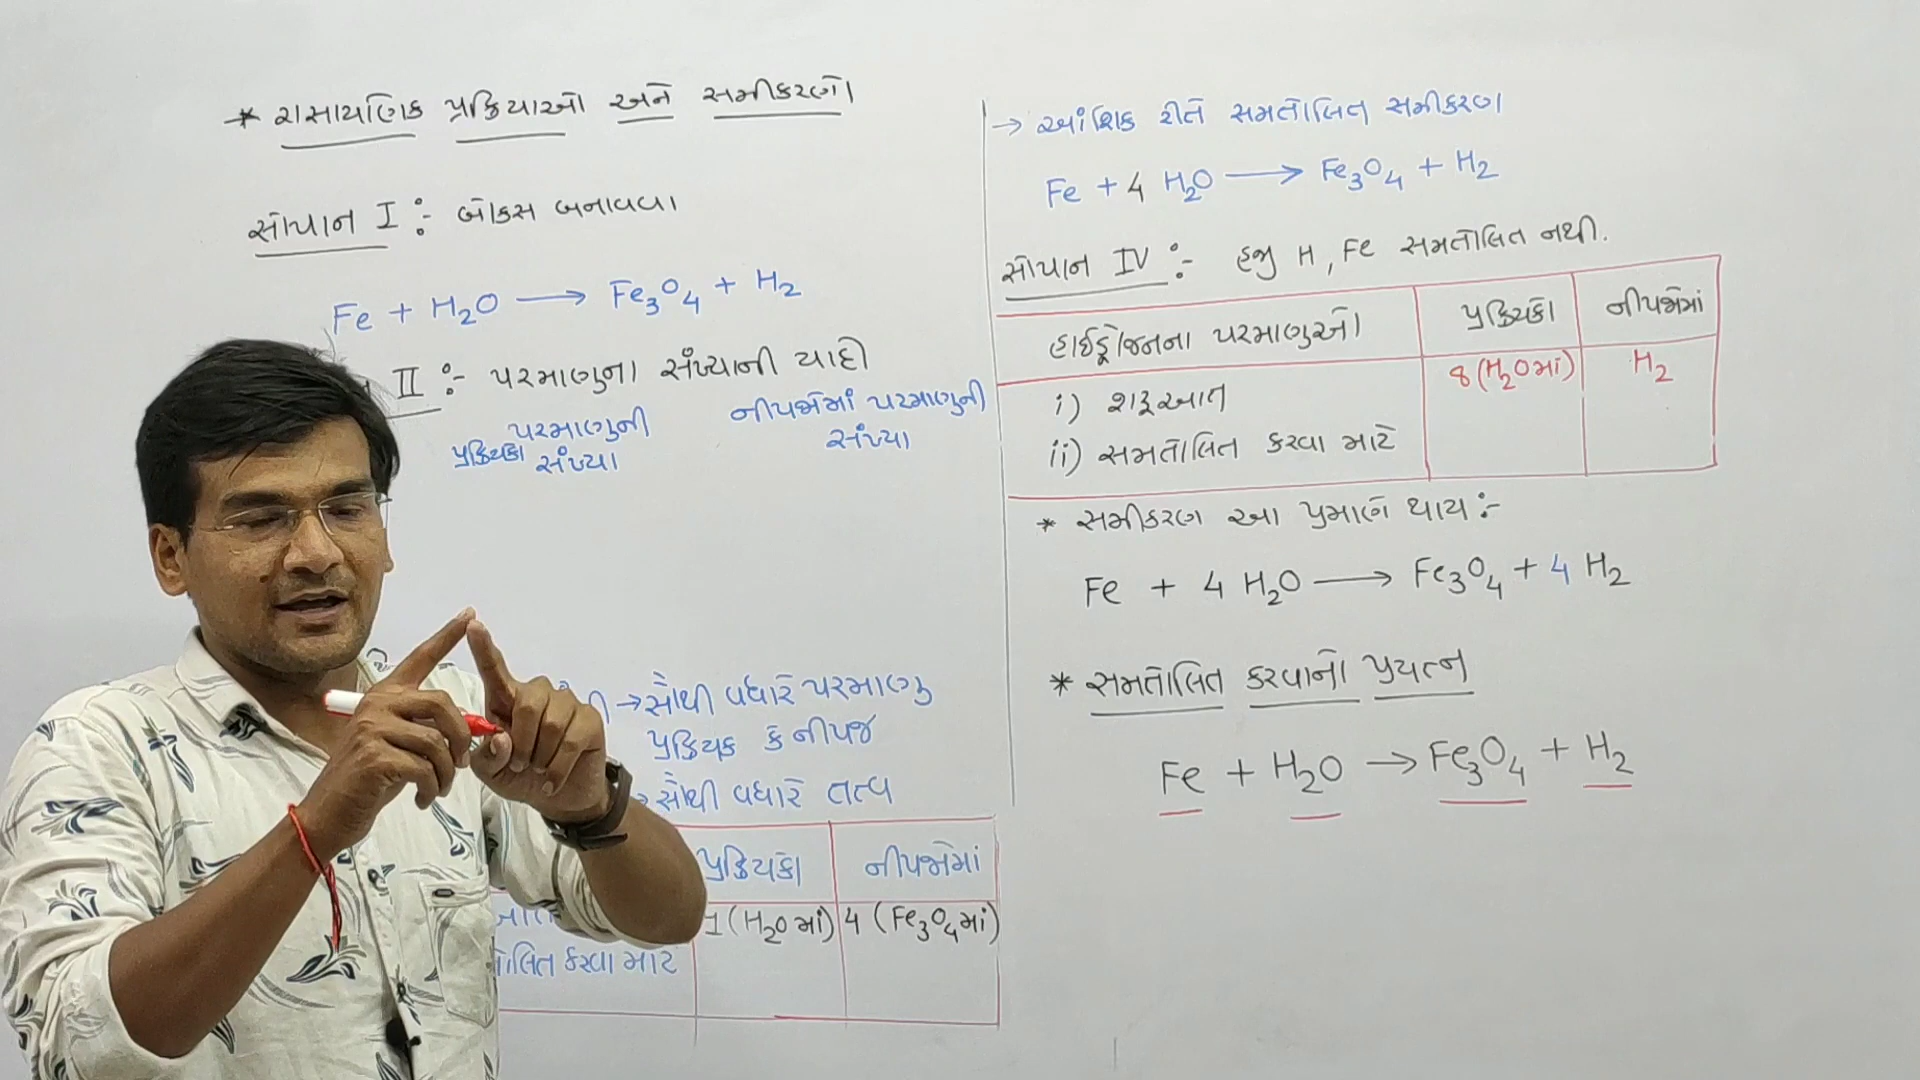 * રાસાયણિક પ્રક્રિયાઓ અને સમીકરણો
સોપાન I :- બોકસ બનાવવા
Fe + H₂O ⟶ Fe₃O₄ + H₂
II :- પરમાણુના સંખ્યાની યાદી
પરમાણુની
પ્રક્રિયકો સંખ્યા
નીપજોમાં પરમાણુની
સંખ્યા
→ સૌથી વધારે પરમાણુ
પ્રક્રિયક કે નીપજ
સૌથી વધારે તત્વ
પ્રક્રિયકો નીપજોમાં
1 (H₂O માં) 4 (Fe₃O₄ માં)
કરવા માટે
→ આંશિક રીતે સમતોલિત સમીકરણ
Fe + 4 H₂O ⟶ Fe₃O₄ + H₂
સોપાન IV :- હજી H, Fe સમતોલિત નથી.
હાઈડ્રોજનના પરમાણુઓ પ્રક્રિયકો નીપજોમાં
i) શરૂઆત 8 (H₂O માં) H₂
ii) સમતોલિત કરવા માટે
* સમીકરણ આ પ્રમાણે થાય :-
Fe + 4 H₂O ⟶ Fe₃O₄ + 4 H₂
* સમતોલિત કરવાનો પ્રયત્ન
Fe + H₂O → Fe₃O₄ + H₂